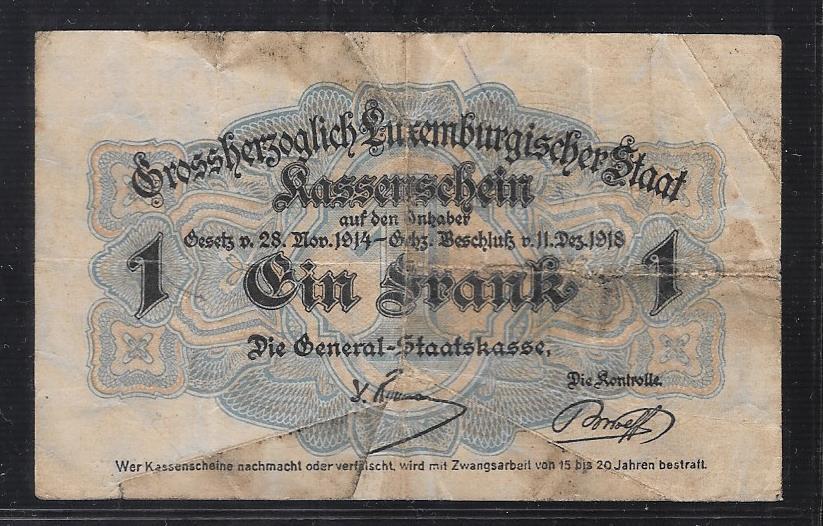 Grossherzoglich Luxemburgischer Staat
Kassenschein
auf den Inhaber
Gesetz v. 28. Nov. 1914 – Grhz. Beschluß v. 11. Dez. 1918
1 Ein Frank 1
Die General-Staatskasse,
Die Kontrolle.
Wer Kassenscheine nachmacht oder verfälscht, wird mit Zwangsarbeit von 15 bis 20 Jahren bestraft.